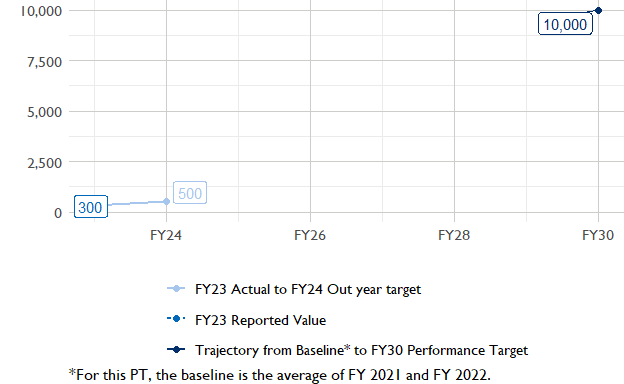 10,000
10,000
7,500
5,000
2,500
500
300
0
FY24 FY26 FY28 FY30
FY23 Actual to FY24 Out year target
FY23 Reported Value
Trajectory from Baseline* to FY30 Performance Target
*For this PT, the baseline is the average of FY 2021 and FY 2022.